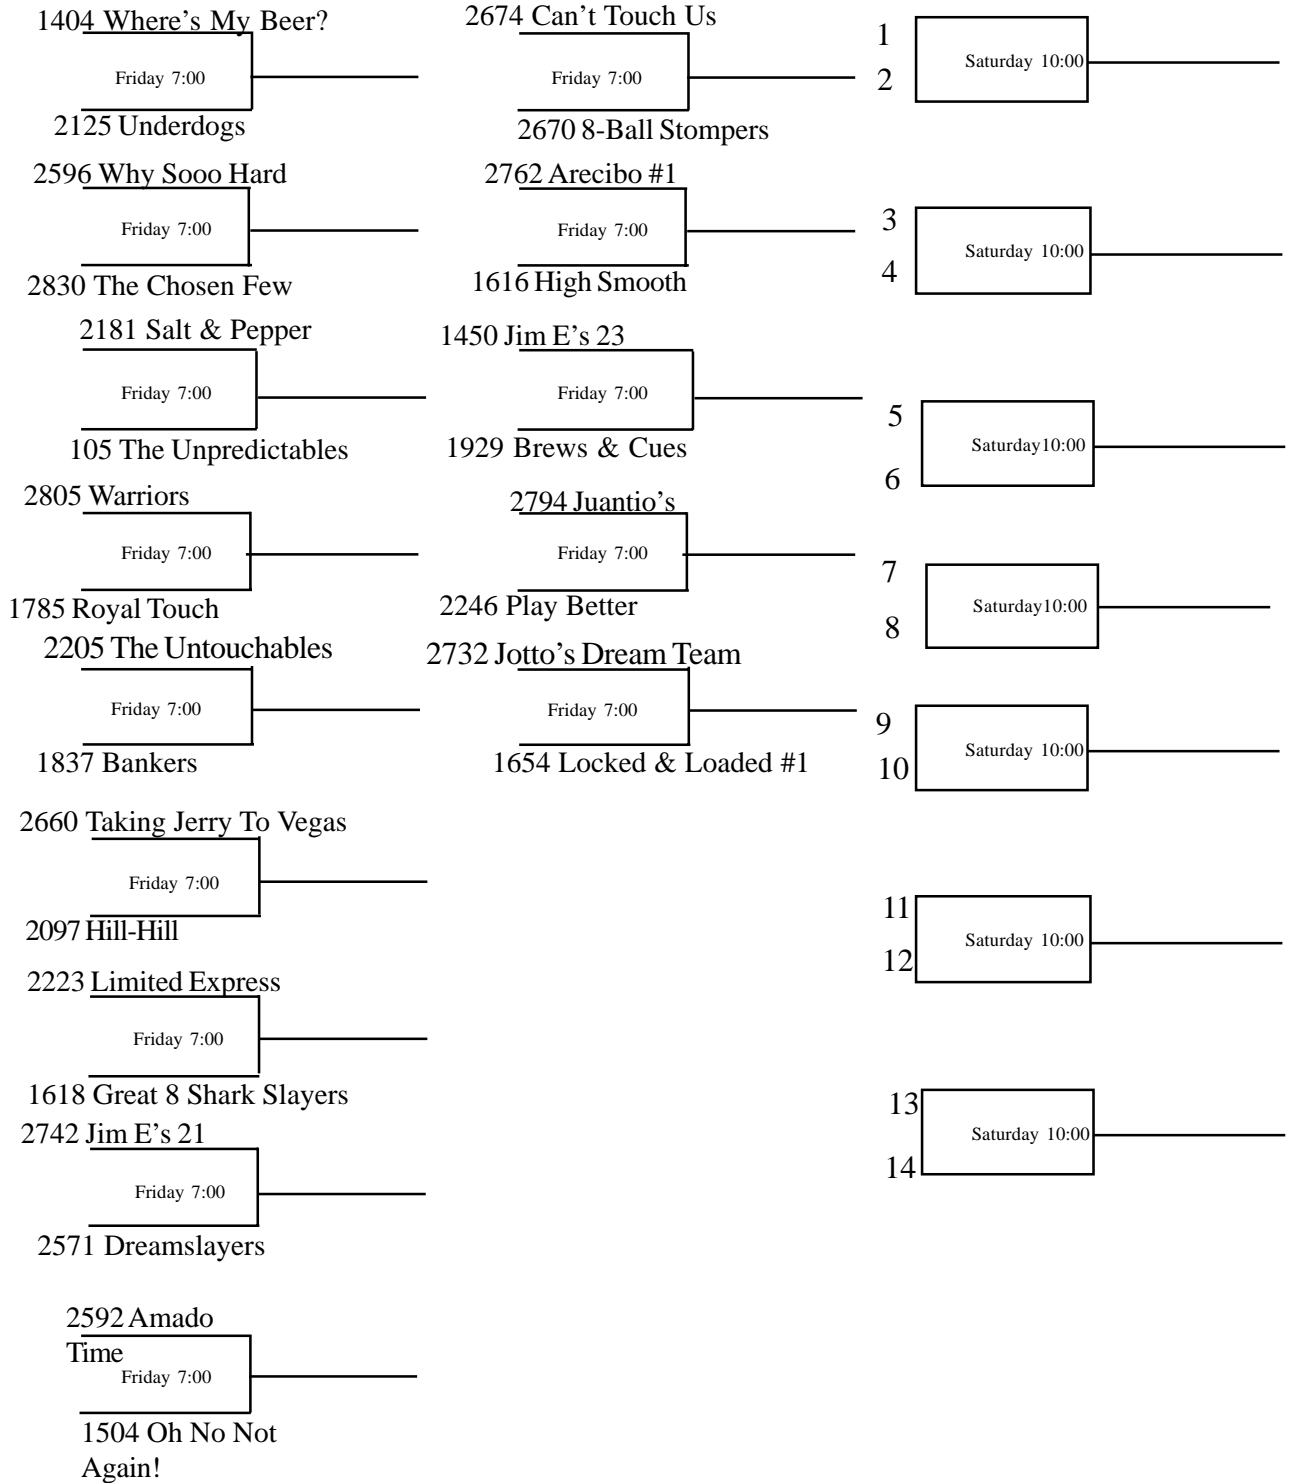 1404 Where's My Beer?
Friday 7:00
2125 Underdogs
2596 Why Sooo Hard
Friday 7:00
2830 The Chosen Few
2181 Salt & Pepper
Friday 7:00
105 The Unpredictables
2805 Warriors
Friday 7:00
1785 Royal Touch
2205 The Untouchables
Friday 7:00
1837 Bankers
2660 Taking Jerry To Vegas
Friday 7:00
2097 Hill-Hill
2223 Limited Express
Friday 7:00
1618 Great 8 Shark Slayers
2742 Jim E's 21
Friday 7:00
2571 Dreamslayers
2592 Amado
Time
Friday 7:00
1504 Oh No Not
Again!
2674 Can't Touch Us
Friday 7:00
2670 8-Ball Stompers
2762 Arecibo #1
Friday 7:00
1616 High Smooth
1450 Jim E's 23
Friday 7:00
1929 Brews & Cues
2794 Juantio's
Friday 7:00
2246 Play Better
2732 Jotto's Dream Team
Friday 7:00
1654 Locked & Loaded #1
1
Saturday 10:00
2
3
Saturday 10:00
4
5
Saturday10:00
6
7
Saturday10:00
8
9
Saturday 10:00
10
11
Saturday 10:00
12
13
Saturday 10:00
14